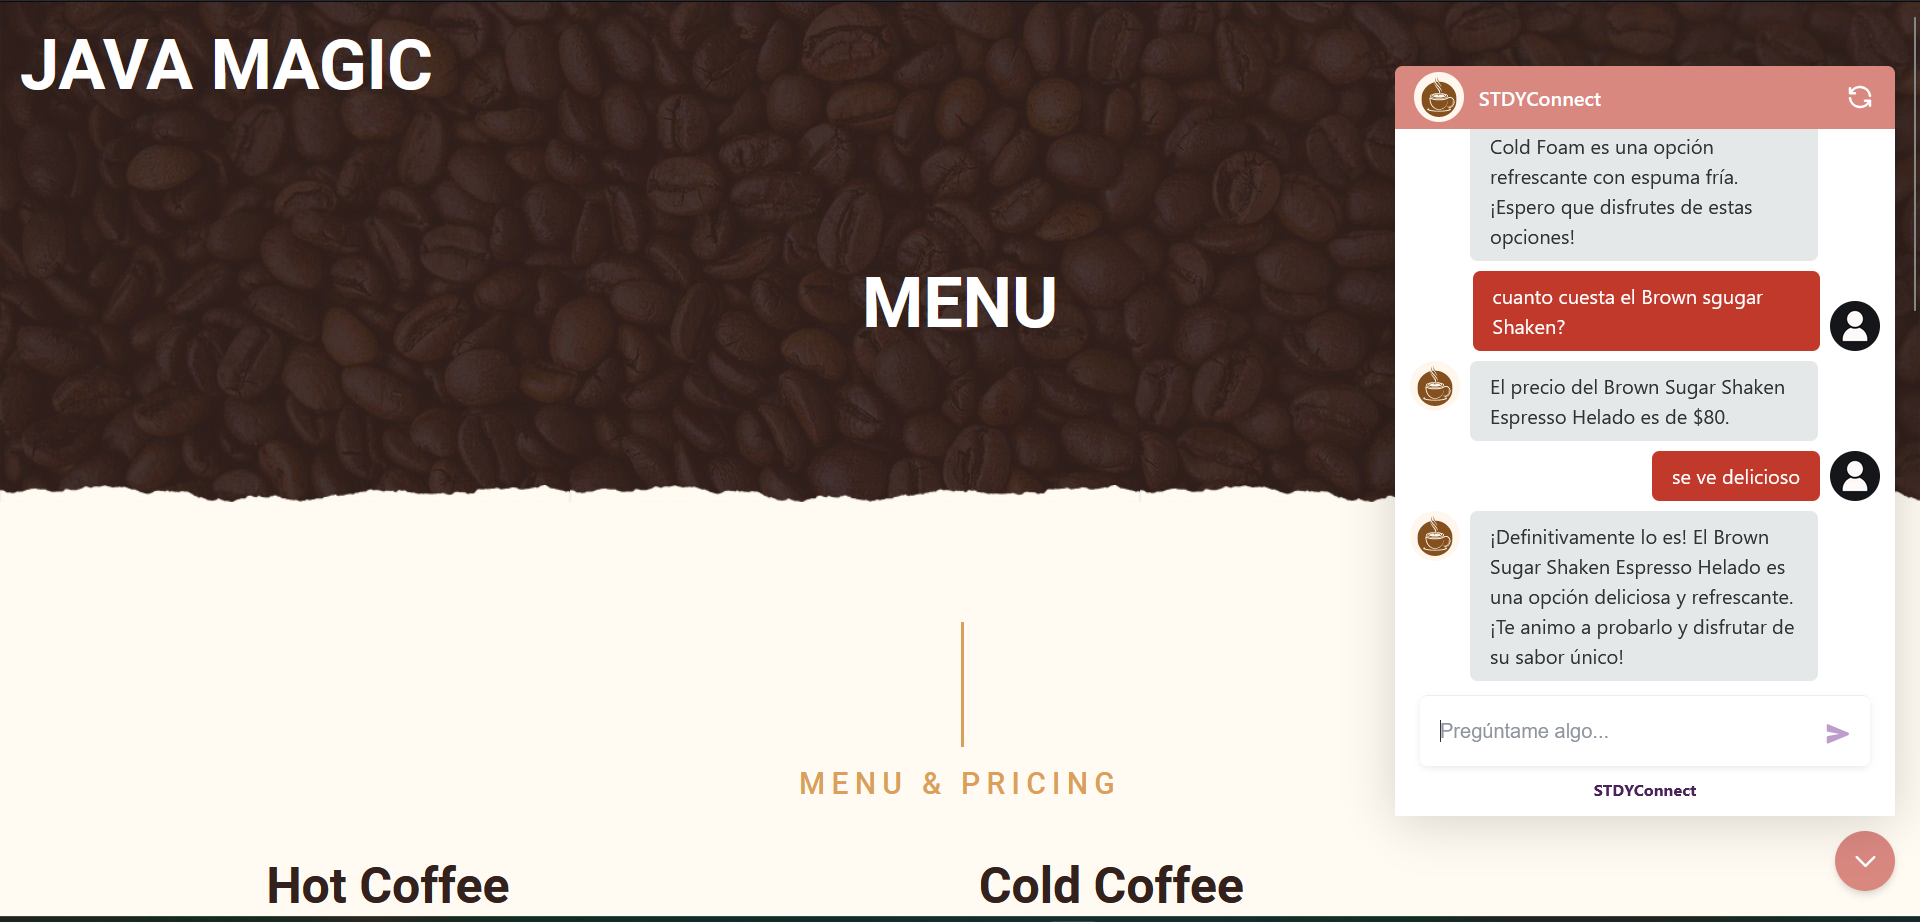 JAVA MAGIC
MENU
MENU & PRICING
Hot Coffee
Cold Coffee
STDYConnect
Cold Foam es una opción
refrescante con espuma fría.
¡Espero que disfrutes de estas
opciones!
cuanto cuesta el Brown sgugar
Shaken?
El precio del Brown Sugar Shaken
Espresso Helado es de $80.
se ve delicioso
¡Definitivamente lo es! El Brown
Sugar Shaken Espresso Helado es
una opción deliciosa y refrescante.
¡Te animo a probarlo y disfrutar de
su sabor único!
Pregúntame algo...
STDYConnect